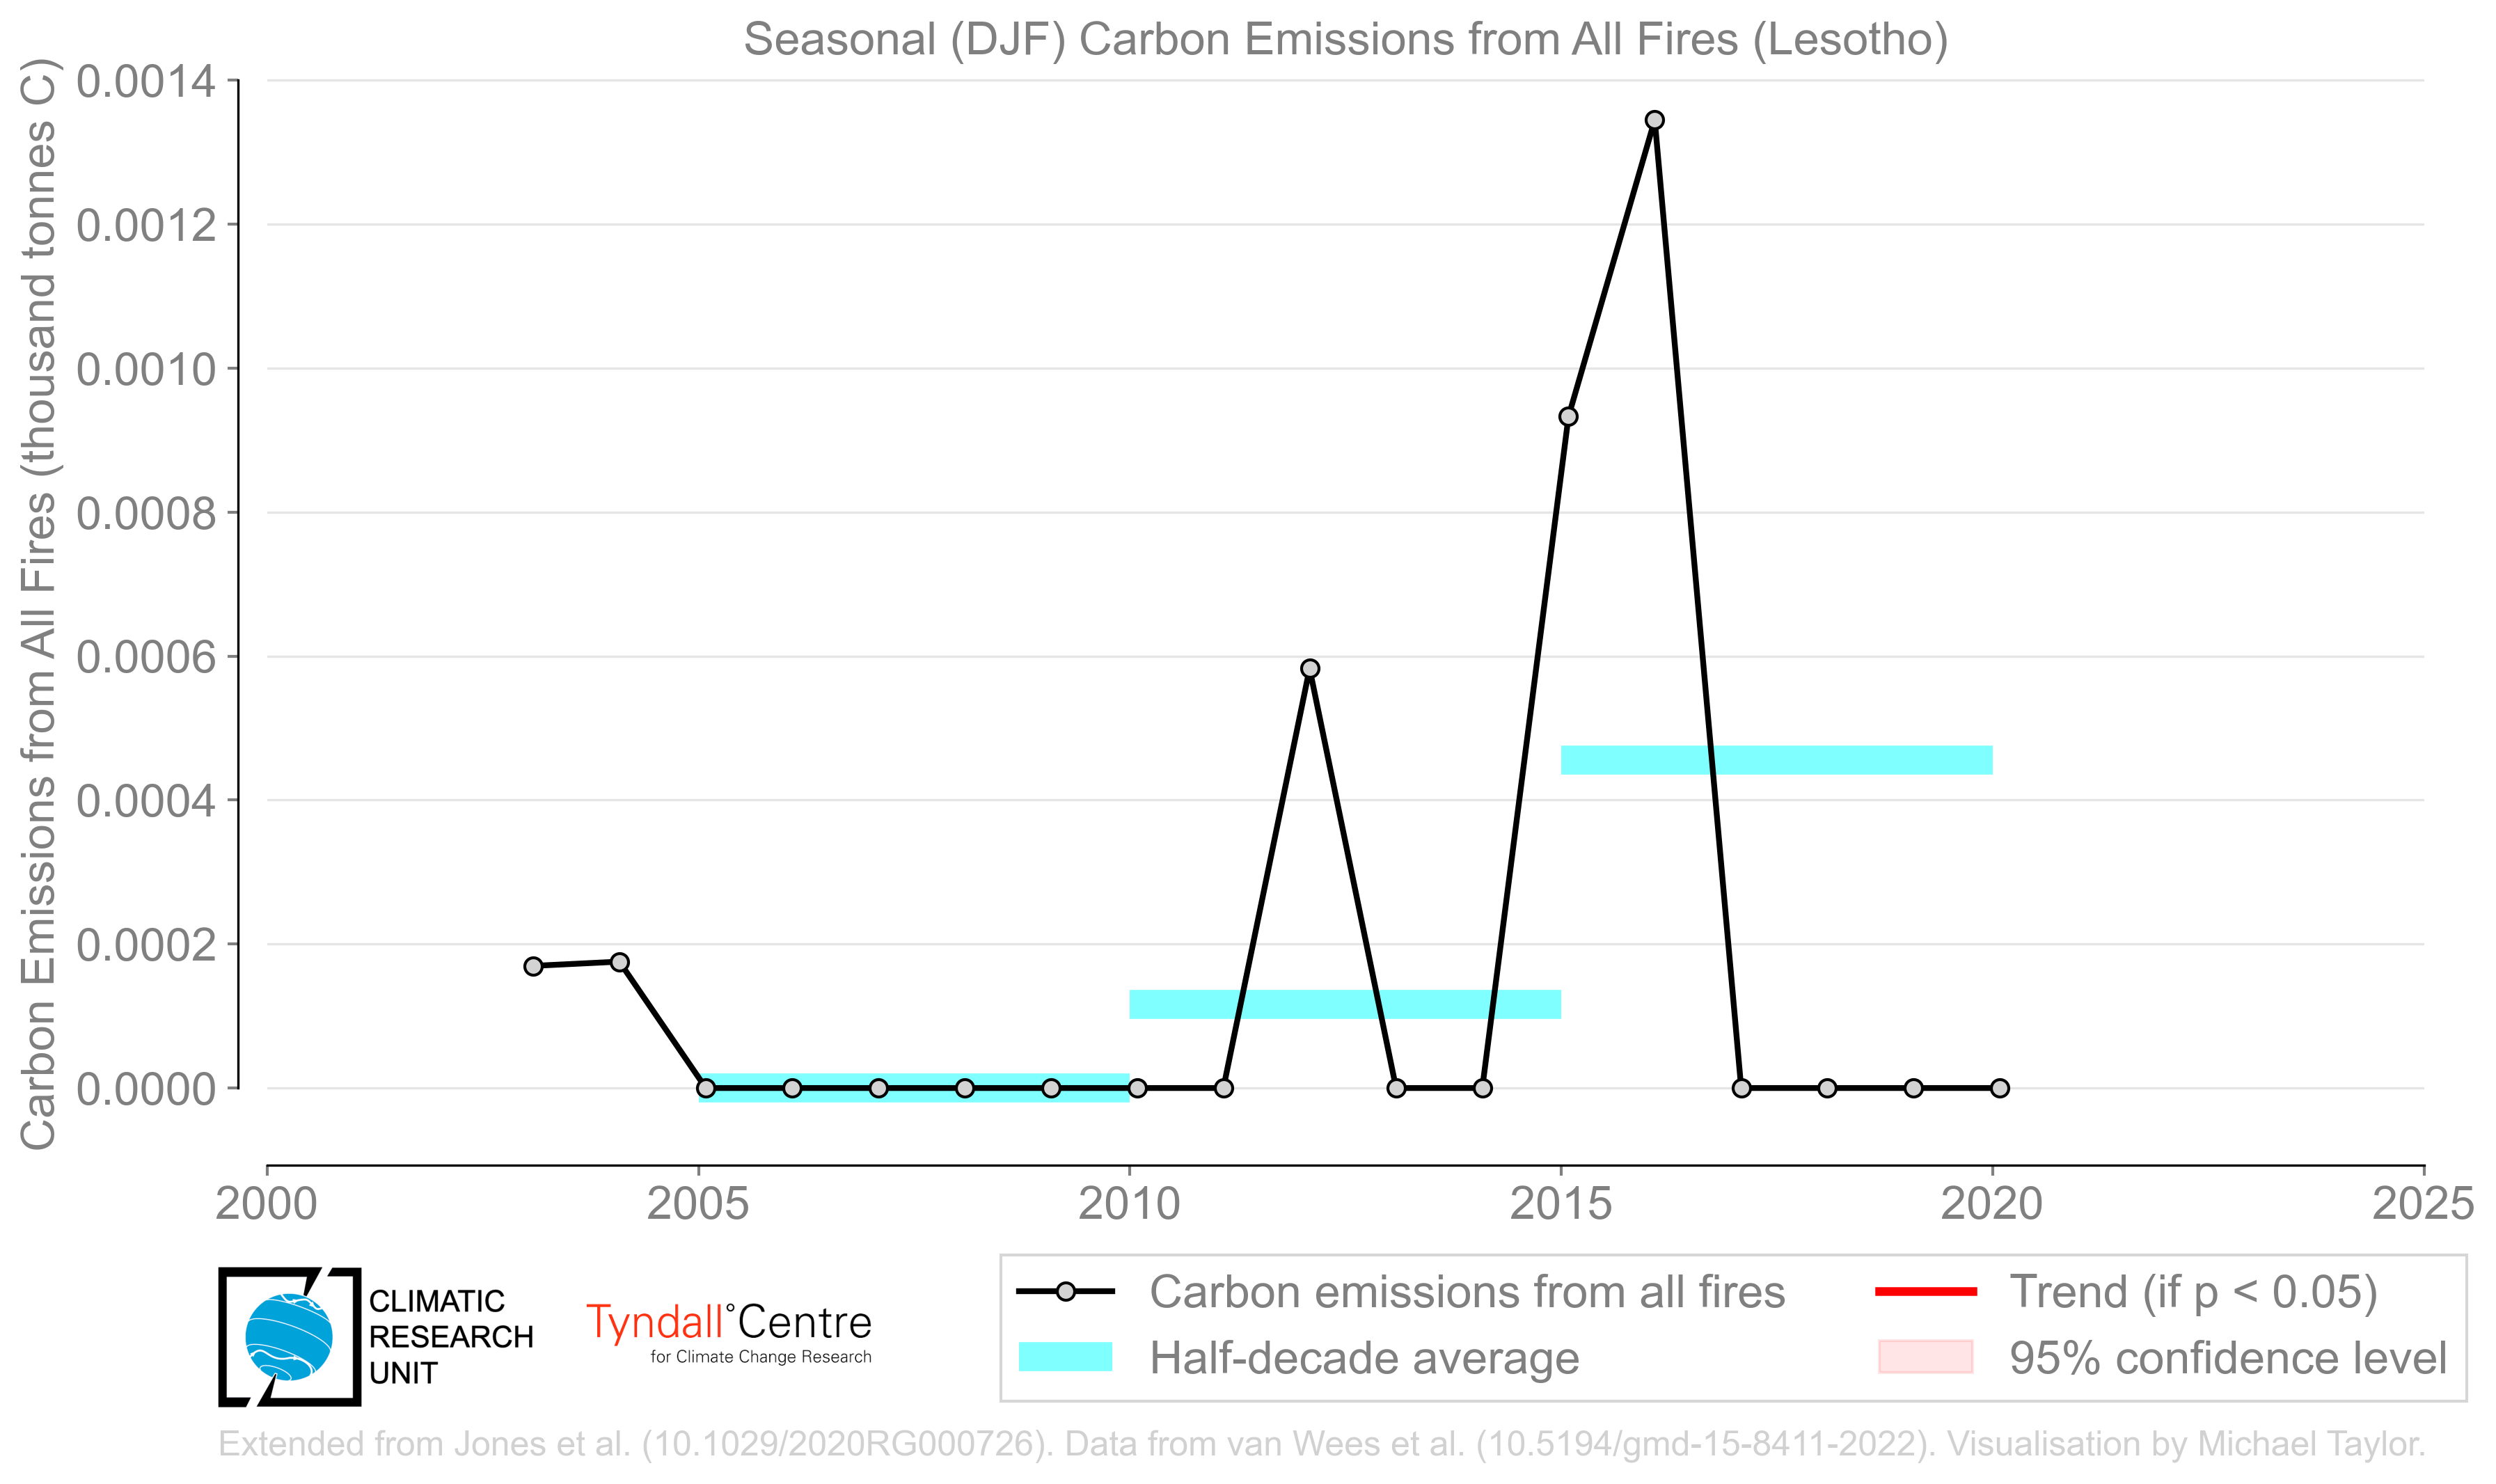 Seasonal (DJF) Carbon Emissions from All Fires (Lesotho)
Carbon Emissions from All Fires (thousand tonnes C)
0.0014
0.0012
0.0010
0.0008
0.0006
0.0004
0.0002
0.0000
2000 2005 2010 2015 2020 2025
CLIMATIC
RESEARCH
UNIT
Tyndall°Centre
for Climate Change Research
Carbon emissions from all fires
Half-decade average
Trend (if p < 0.05)
95% confidence level
Extended from Jones et al. (10.1029/2020RG000726). Data from van Wees et al. (10.5194/gmd-15-8411-2022). Visualisation by Michael Taylor.